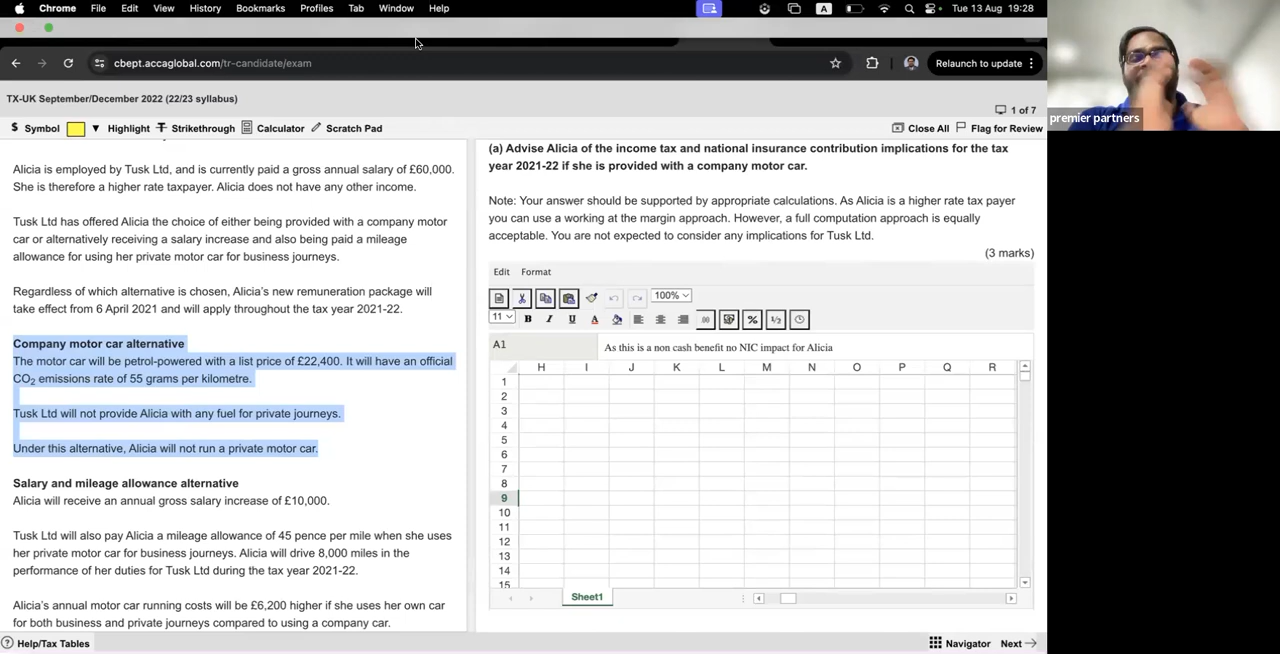 Chrome File Edit View History Bookmarks Profiles Tab Window Help A Tue 13 Aug 19:28
cbept.accaglobal.com/tr-candidate/exam Relaunch to update
TX-UK September/December 2022 (22/23 syllabus)
1 of 7
$ Symbol Highlight Strikethrough Calculator Scratch Pad Close All Flag for Review
Alicia is employed by Tusk Ltd, and is currently paid a gross annual salary of £60,000.
She is therefore a higher rate taxpayer. Alicia does not have any other income.
Tusk Ltd has offered Alicia the choice of either being provided with a company motor
car or alternatively receiving a salary increase and also being paid a mileage
allowance for using her private motor car for business journeys.
Regardless of which alternative is chosen, Alicia's new remuneration package will
take effect from 6 April 2021 and will apply throughout the tax year 2021-22.
Company motor car alternative
The motor car will be petrol-powered with a list price of £22,400. It will have an official
CO2 emissions rate of 55 grams per kilometre.
Tusk Ltd will not provide Alicia with any fuel for private journeys.
Under this alternative, Alicia will not run a private motor car.
Salary and mileage allowance alternative
Alicia will receive an annual gross salary increase of £10,000.
Tusk Ltd will also pay Alicia a mileage allowance of 45 pence per mile when she uses
her private motor car for business journeys. Alicia will drive 8,000 miles in the
performance of her duties for Tusk Ltd during the tax year 2021-22.
Alicia's annual motor car running costs will be £6,200 higher if she uses her own car
for both business and private journeys compared to using a company car.
(a) Advise Alicia of the income tax and national insurance contribution implications for the tax
year 2021-22 if she is provided with a company motor car.
Note: Your answer should be supported by appropriate calculations. As Alicia is a higher rate tax payer
you can use a working at the margin approach. However, a full computation approach is equally
acceptable. You are not expected to consider any implications for Tusk Ltd.
(3 marks)
Edit Format
100%
11 B I U A .00 % 1/2
A1 As this is a non cash benefit no NIC impact for Alicia
H I J K L M N O P Q R
1
2
3
4
5
6
7
8
9
10
11
12
13
14
15
Sheet1
Help/Tax Tables Navigator Next
premier partners